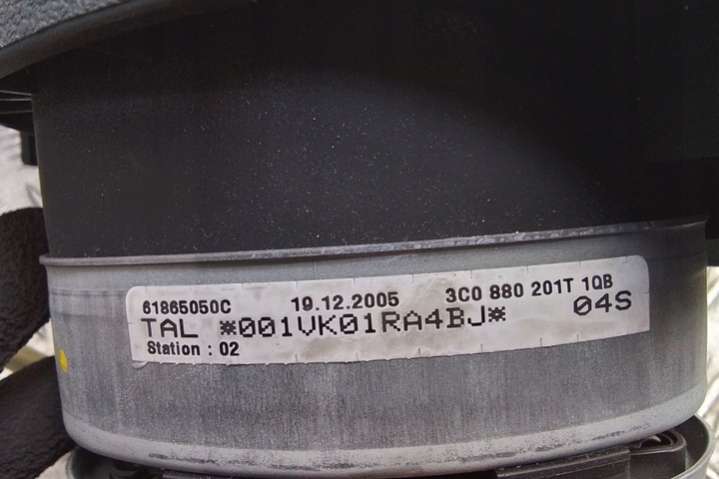 61865050C 19.12.2005 3C0 880 201T 1QB
TAL *001VK01RA4BJ* 04S
Station : 02